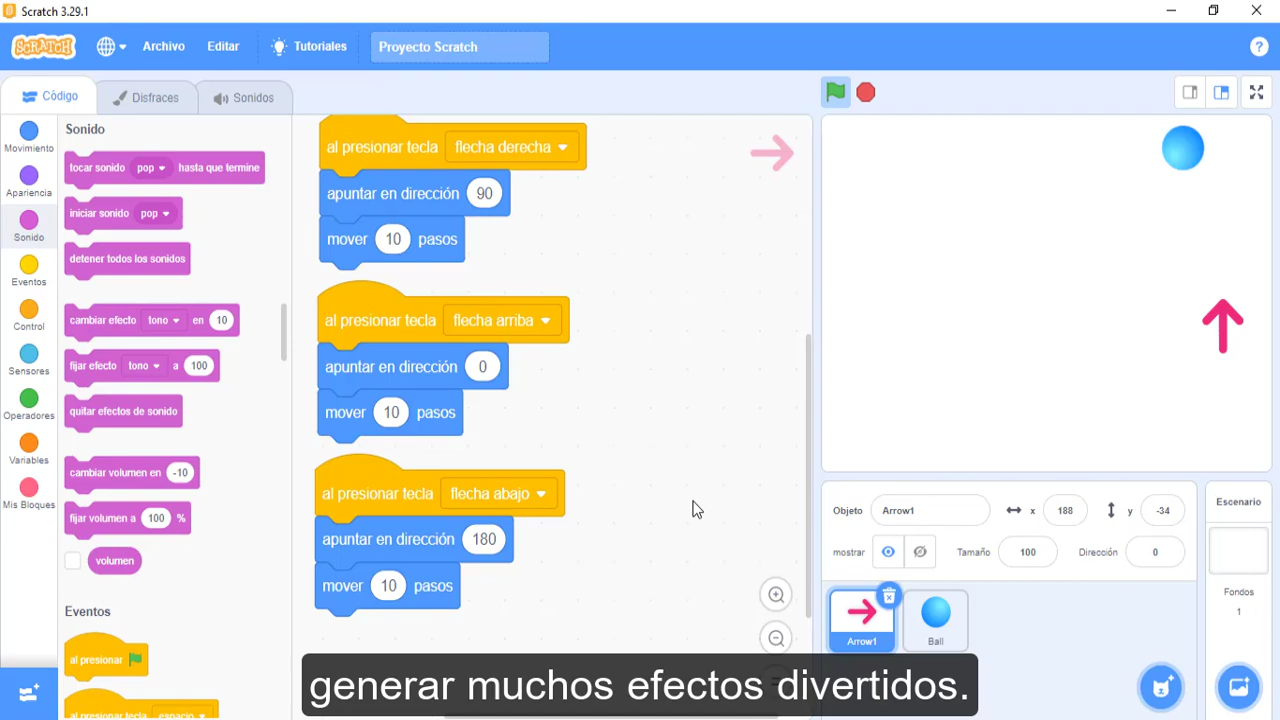 Scratch 3.29.1
SCRATCH
Archivo
Editar
Tutoriales
Proyecto Scratch
?
Código
Disfraces
Sonidos
Movimiento
Apariencia
Sonido
Eventos
Control
Sensores
Operadores
Variables
Mis Bloques
Sonido
tocar sonido pop hasta que termine
iniciar sonido pop
detener todos los sonidos
cambiar efecto tono en 10
fijar efecto tono a 100
quitar efectos de sonido
cambiar volumen en -10
fijar volumen a 100 %
volumen
Eventos
al presionar
al presionar tecla espacio
al presionar tecla flecha derecha
apuntar en dirección 90
mover 10 pasos
al presionar tecla flecha arriba
apuntar en dirección 0
mover 10 pasos
al presionar tecla flecha abajo
apuntar en dirección 180
mover 10 pasos
Objeto Arrow1 x 188 y -34
mostrar Tamaño 100 Dirección 0
Arrow1
Ball
Escenario
Fondos
1
generar muchos efectos divertidos.